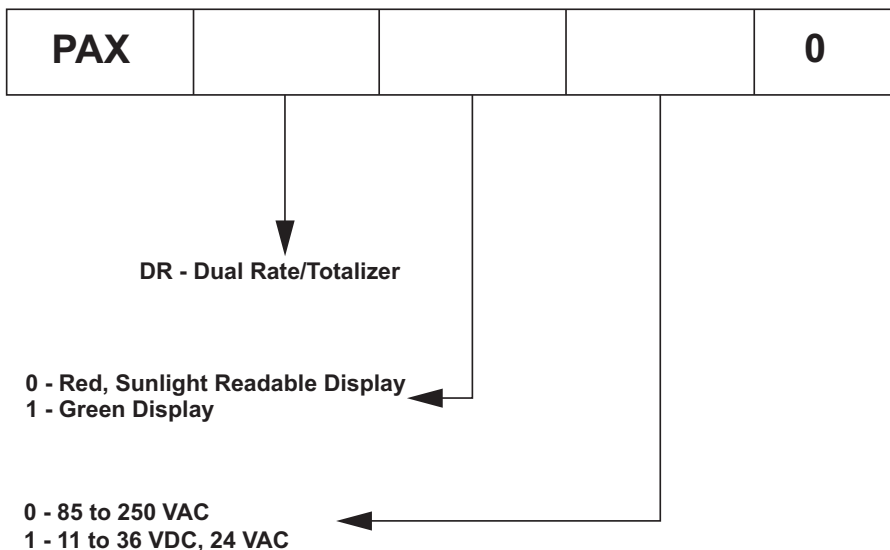 PAX 0
DR - Dual Rate/Totalizer
0 - Red, Sunlight Readable Display
1 - Green Display
0 - 85 to 250 VAC
1 - 11 to 36 VDC, 24 VAC